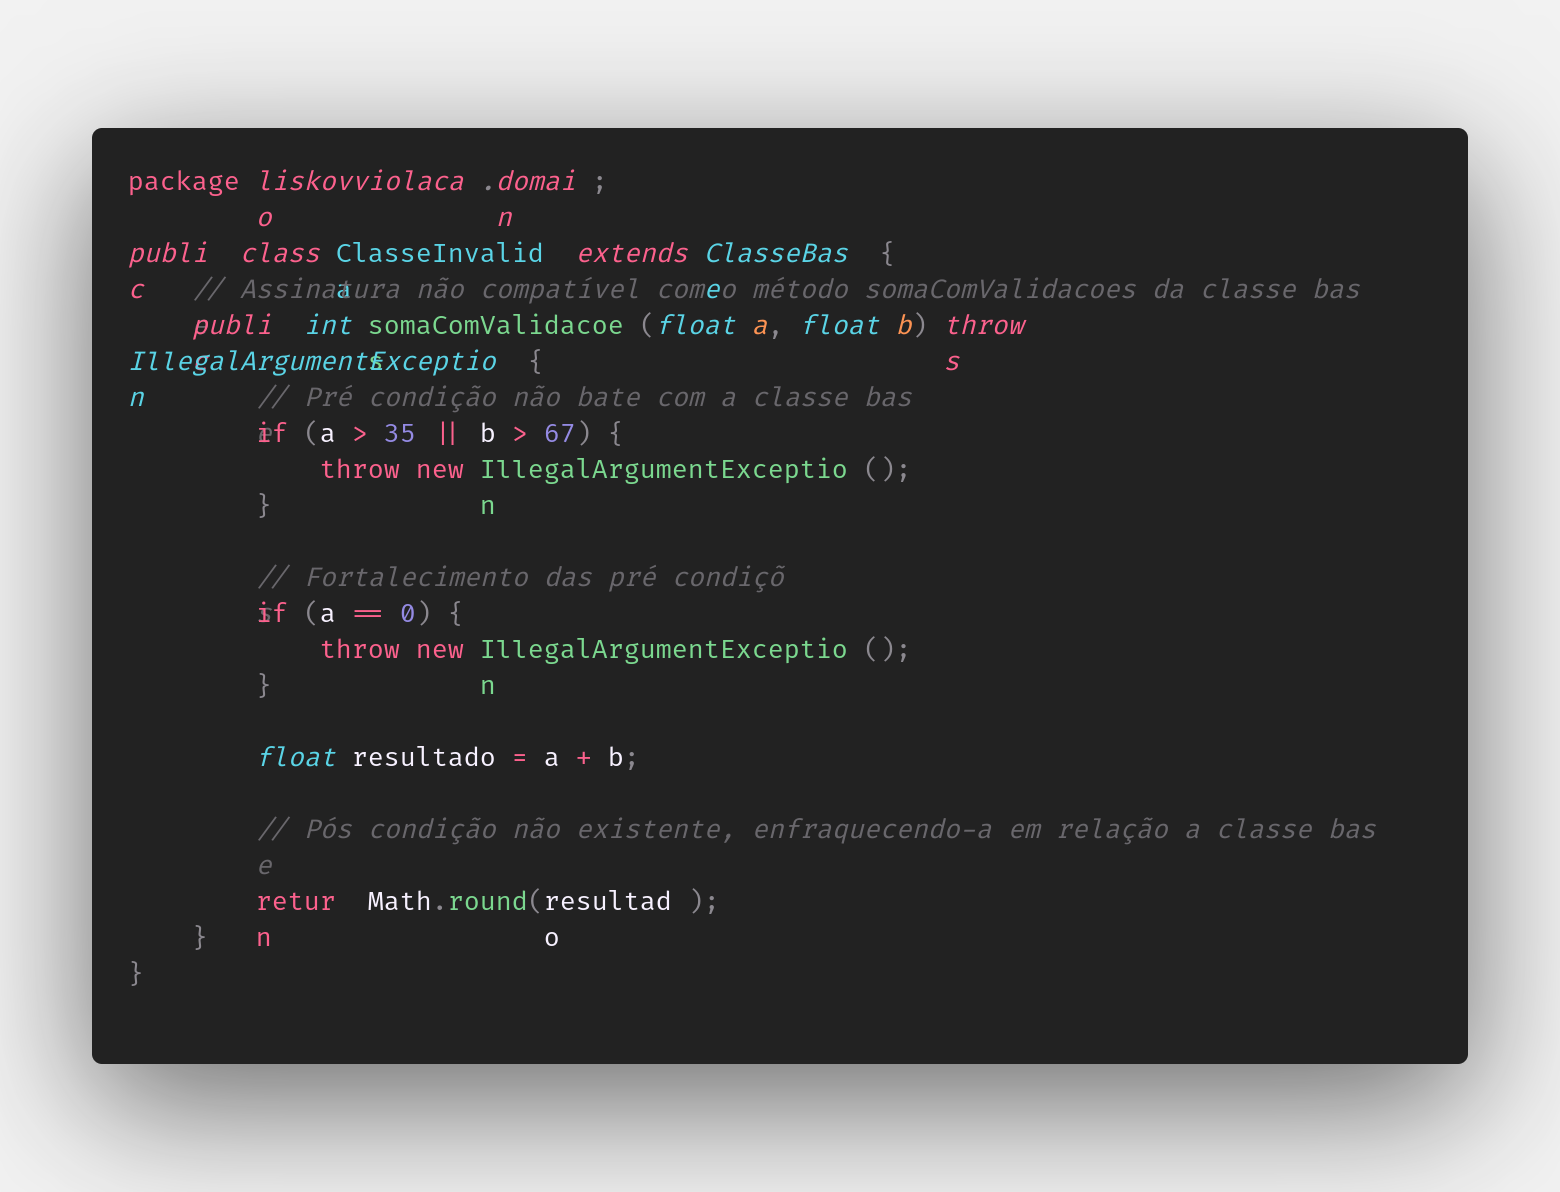 package liskovviolacao.domain;
public class ClasseInvalida extends ClasseBase {
// Assinatura não compatível com o método somaComValidacoes da classe base
public int somaComValidacoes(float a, float b) throws
IllegalArgumentException {
// Pré condição não bate com a classe base
if (a > 35 || b > 67) {
throw new IllegalArgumentException();
}
// Fortalecimento das pré condiçõs
if (a == 0) {
throw new IllegalArgumentException();
}
float resultado = a + b;
// Pós condição não existente, enfraquecendo-a em relação a classe base
return Math.round(resultado);
}
}